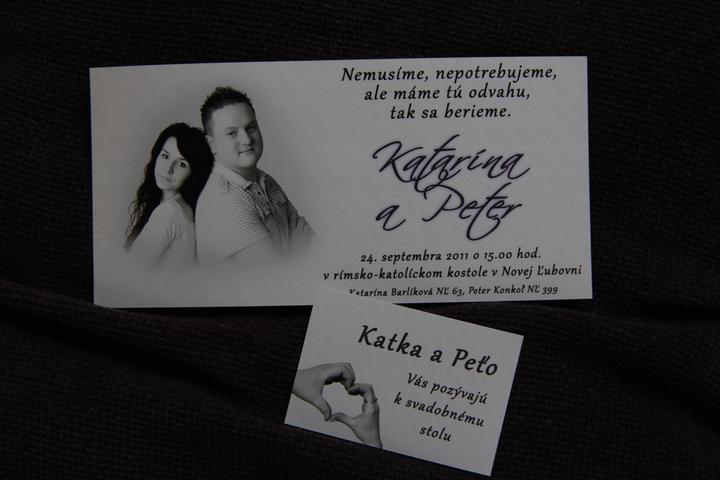 Nemusíme, nepotrebujeme,
ale máme tú odvahu,
tak sa berieme.
Katarína
a Peter
24. septembra 2011 o 15.00 hod.
v rímsko-katolíckom kostole v Novej Ľubovni
Katarína Barlíková NĽ 63, Peter Konkoľ NĽ 399
Katka a Peťo
Vás pozývajú
k svadobnému
stolu